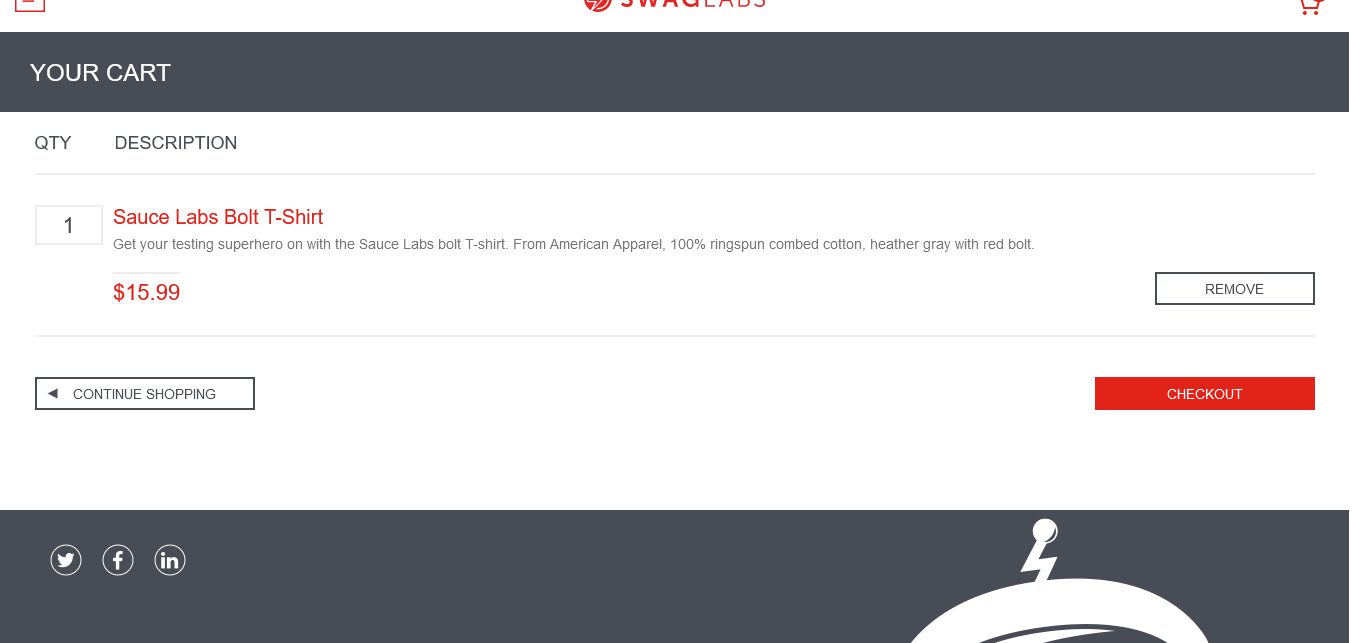 SWAGLABS
YOUR CART
QTY DESCRIPTION
1 Sauce Labs Bolt T-Shirt
Get your testing superhero on with the Sauce Labs bolt T-shirt. From American Apparel, 100% ringspun combed cotton, heather gray with red bolt.
$15.99
REMOVE
CONTINUE SHOPPING
CHECKOUT